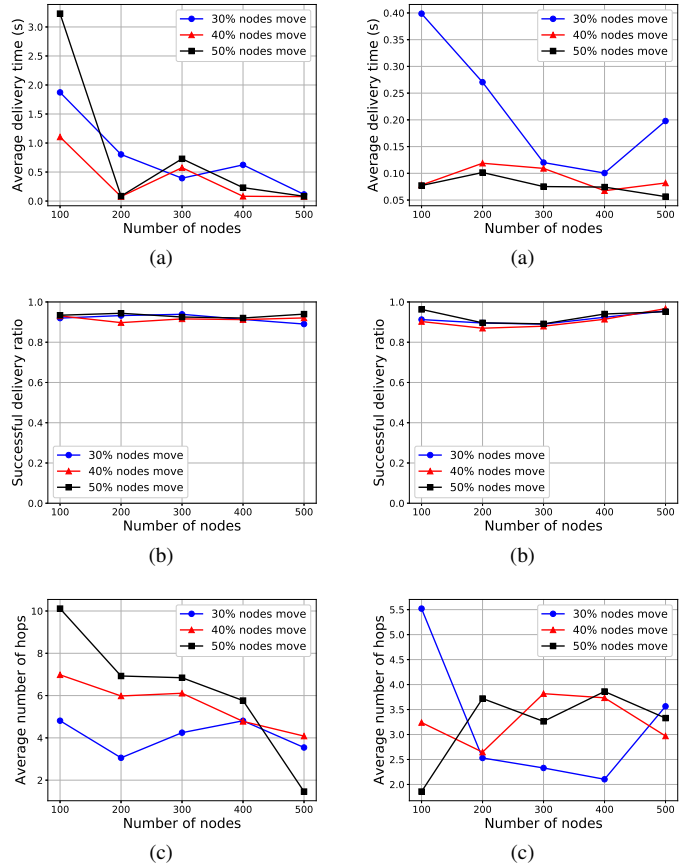 Average delivery time (s)
3.0
2.5
2.0
1.5
1.0
0.5
0.0
30% nodes move
40% nodes move
50% nodes move
100 200 300 400 500
Number of nodes
(a)
Average delivery time (s)
0.40
0.35
0.30
0.25
0.20
0.15
0.10
0.05
30% nodes move
40% nodes move
50% nodes move
100 200 300 400 500
Number of nodes
(a)
Successful delivery ratio
1.0
0.8
0.6
0.4
0.2
0.0
30% nodes move
40% nodes move
50% nodes move
100 200 300 400 500
Number of nodes
(b)
Successful delivery ratio
1.0
0.8
0.6
0.4
0.2
0.0
30% nodes move
40% nodes move
50% nodes move
100 200 300 400 500
Number of nodes
(b)
Average number of hops
10
8
6
4
2
30% nodes move
40% nodes move
50% nodes move
100 200 300 400 500
Number of nodes
(c)
Average number of hops
5.5
5.0
4.5
4.0
3.5
3.0
2.5
2.0
30% nodes move
40% nodes move
50% nodes move
100 200 300 400 500
Number of nodes
(c)